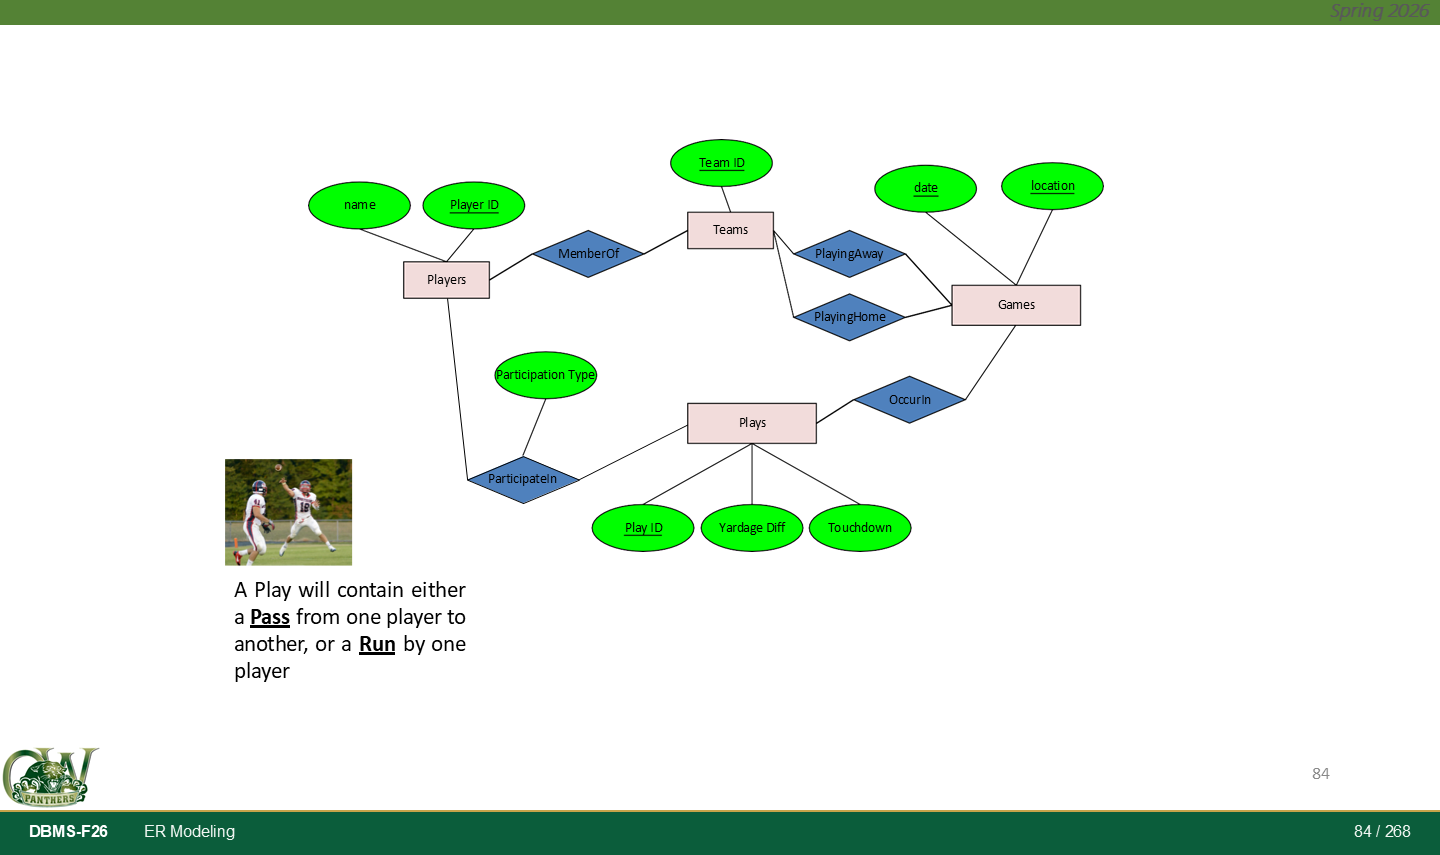 Spring 2026
Team ID
date
location
name
Player ID
Teams
MemberOf
PlayingAway
Players
Games
PlayingHome
Participation Type
OccurIn
Plays
ParticipateIn
Play ID
Yardage Diff
Touchdown
A Play will contain either
a Pass from one player to
another, or a Run by one
player
84
OW
PANTHERS
DBMS-F26
ER Modeling
84 / 268